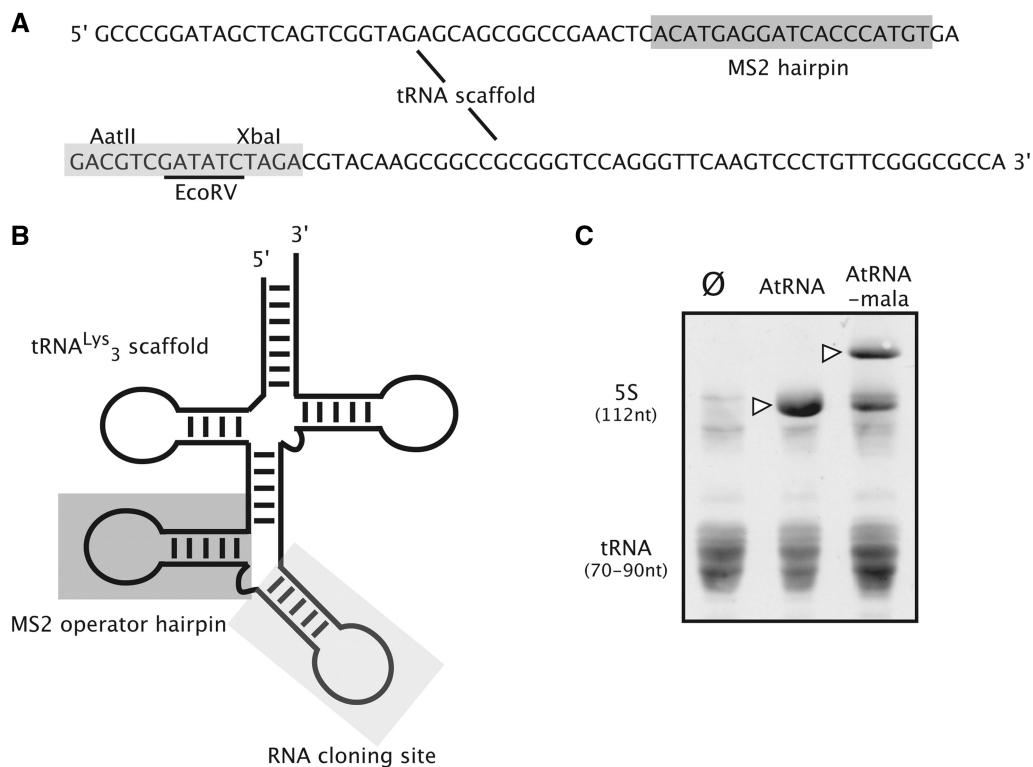 A
5' GCCCGGATAGCTCAGTCGGTAGAGCAGCGGCCGAACTCACATGAGGATCACCCATGTGA
MS2 hairpin
tRNA scaffold
AatII XbaI
GACGTCGATATCTAGACGTACAAGCGGCCGCGGGTCCAGGGTTCAAGTCCCTGTTCGGGCGCCA 3'
EcoRV
B
3'
5'
tRNALys3 scaffold
MS2 operator hairpin
RNA cloning site
C
Ø AtRNA AtRNA
-mala
5S
(112nt)
tRNA
(70-90nt)